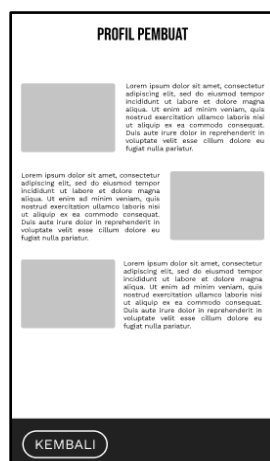 PROFIL PEMBUAT
Lorem ipsum dolor sit amet, consectetur
adipiscing elit, sed do eiusmod tempor
incididunt ut labore et dolore magna
aliqua. Ut enim ad minim veniam, quis
nostrud exercitation ullamco laboris nisi
ut aliquip ex ea commodo consequat.
Duis aute irure dolor in reprehenderit in
voluptate velit esse cillum dolore eu
fugiat nulla pariatur.
Lorem ipsum dolor sit amet, consectetur
adipiscing elit, sed do eiusmod tempor
incididunt ut labore et dolore magna
aliqua. Ut enim ad minim veniam, quis
nostrud exercitation ullamco laboris nisi
ut aliquip ex ea commodo consequat.
Duis aute irure dolor in reprehenderit in
voluptate velit esse cillum dolore eu
fugiat nulla pariatur.
Lorem ipsum dolor sit amet, consectetur
adipiscing elit, sed do eiusmod tempor
incididunt ut labore et dolore magna
aliqua. Ut enim ad minim veniam, quis
nostrud exercitation ullamco laboris nisi
ut aliquip ex ea commodo consequat.
Duis aute irure dolor in reprehenderit in
voluptate velit esse cillum dolore eu
fugiat nulla pariatur.
KEMBALI